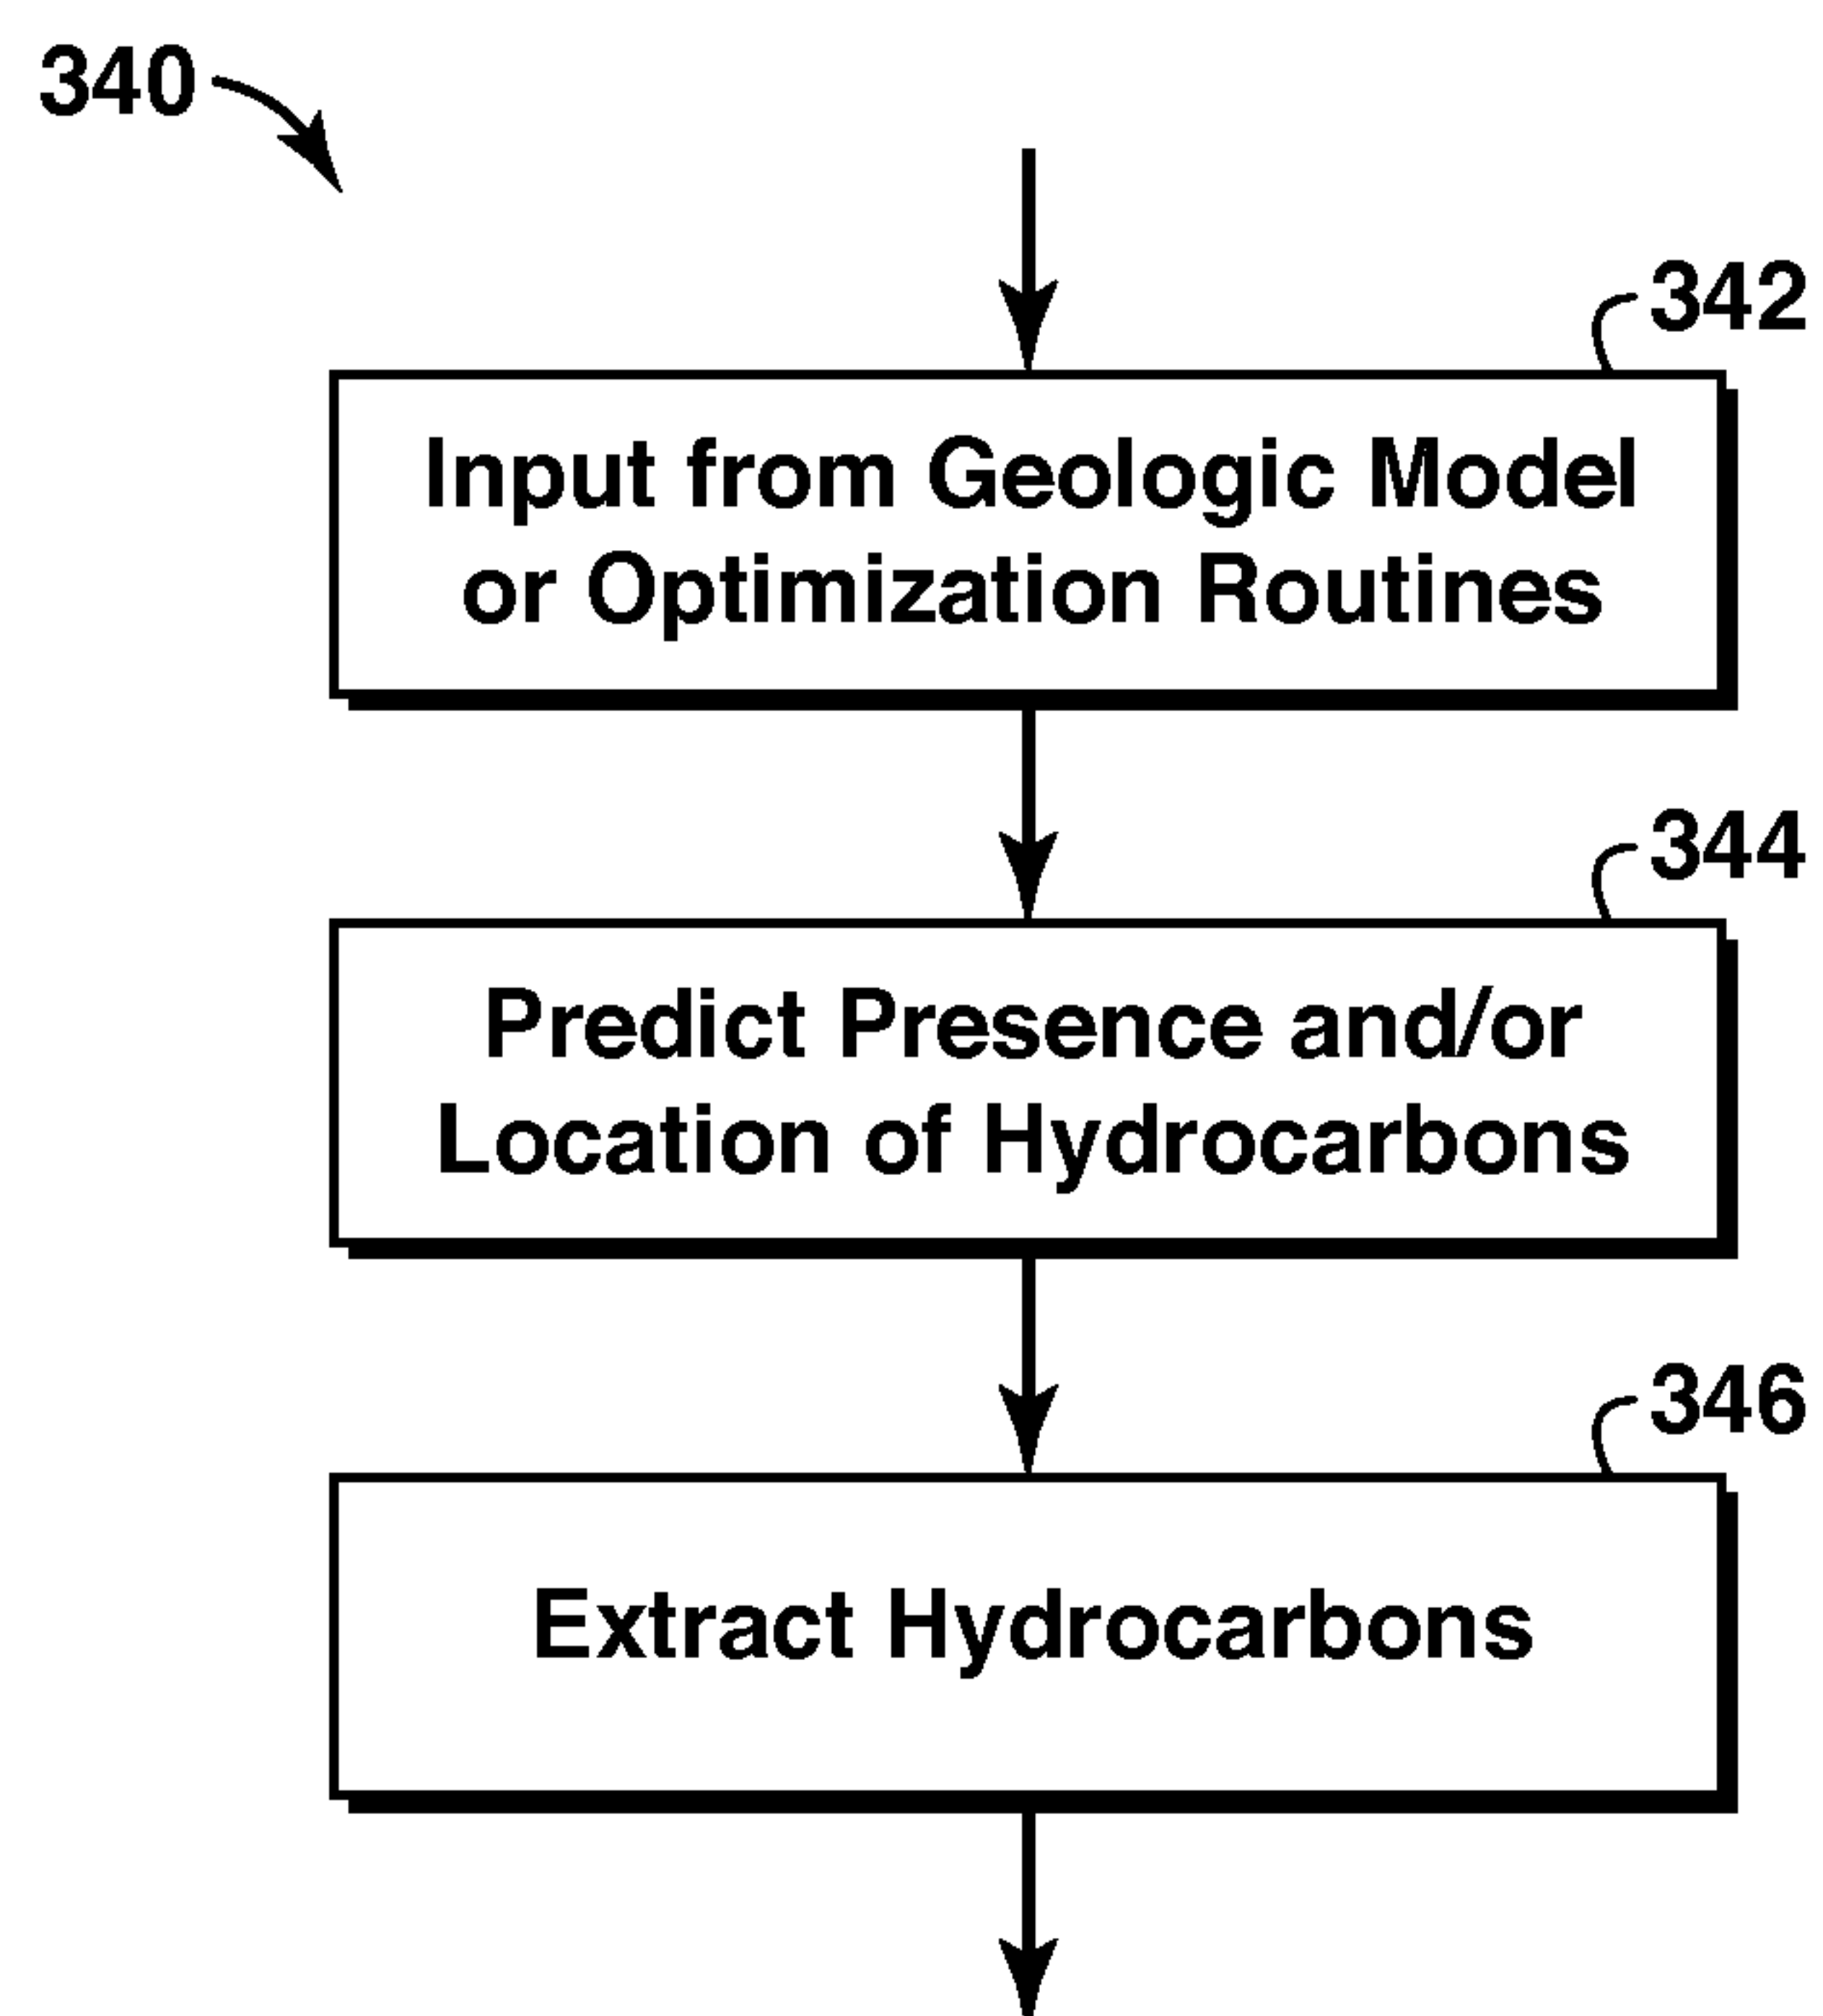 340
342
Input from Geologic Model
or Optimization Routines
344
Predict Presence and/or
Location of Hydrocarbons
346
Extract Hydrocarbons